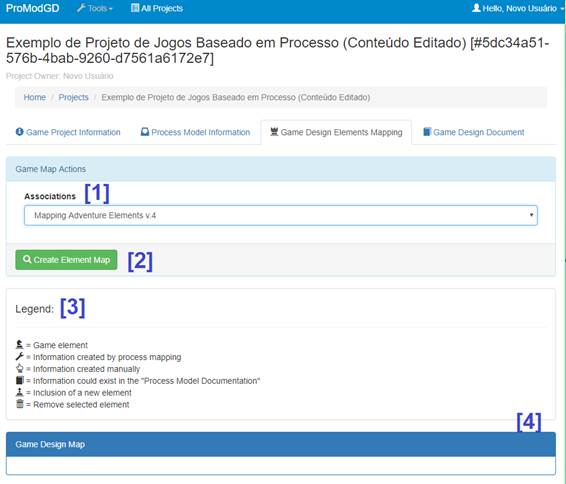 ProModGD Tools All Projects Hello, Novo Usuário
Exemplo de Projeto de Jogos Baseado em Processo (Conteúdo Editado) [#5dc34a51-
576b-4bab-9260-d7561a6172e7]
Project Owner: Novo Usuário
Home / Projects / Exemplo de Projeto de Jogos Baseado em Processo (Conteúdo Editado)
Game Project Information Process Model Information Game Design Elements Mapping Game Design Document
Game Map Actions
Associations [1]
Mapping Adventure Elements v.4
Create Element Map [2]
Legend: [3]
= Game element
= Information created by process mapping
= Information created manually
= Information could exist in the "Process Model Documentation"
= Inclusion of a new element
= Remove selected element
[4]
Game Design Map